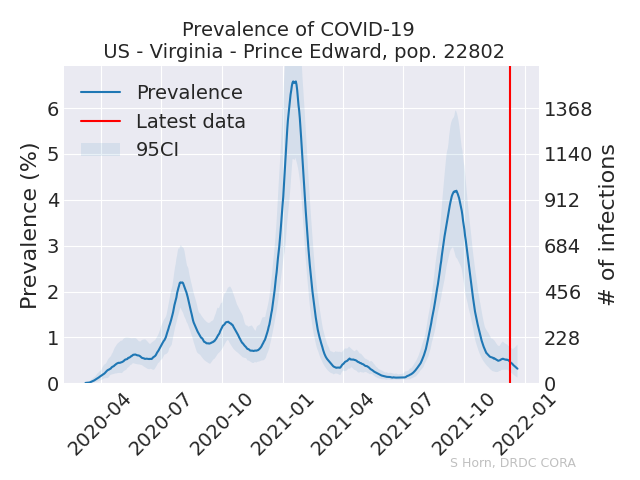 Prevalence of COVID-19
US - Virginia - Prince Edward, pop. 22802
Prevalence
Latest data
95CI
Prevalence (%)
6
5
4
3
2
1
0
1368
1140
912
684
456
228
0
# of infections
2020-04
2020-07
2020-10
2021-01
2021-04
2021-07
2021-10
2022-01
S Horn, DRDC CORA